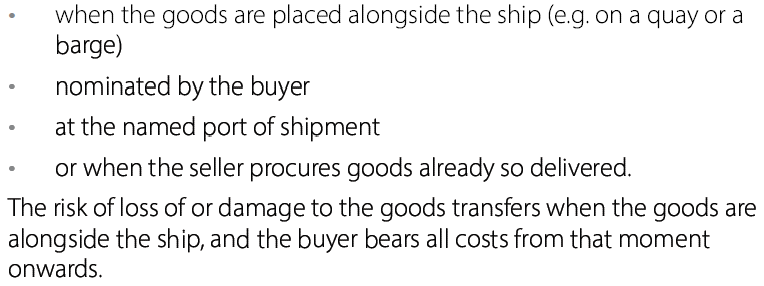 • when the goods are placed alongside the ship (e.g. on a quay or a
barge)
• nominated by the buyer
• at the named port of shipment
• or when the seller procures goods already so delivered.
The risk of loss of or damage to the goods transfers when the goods are
alongside the ship, and the buyer bears all costs from that moment
onwards.